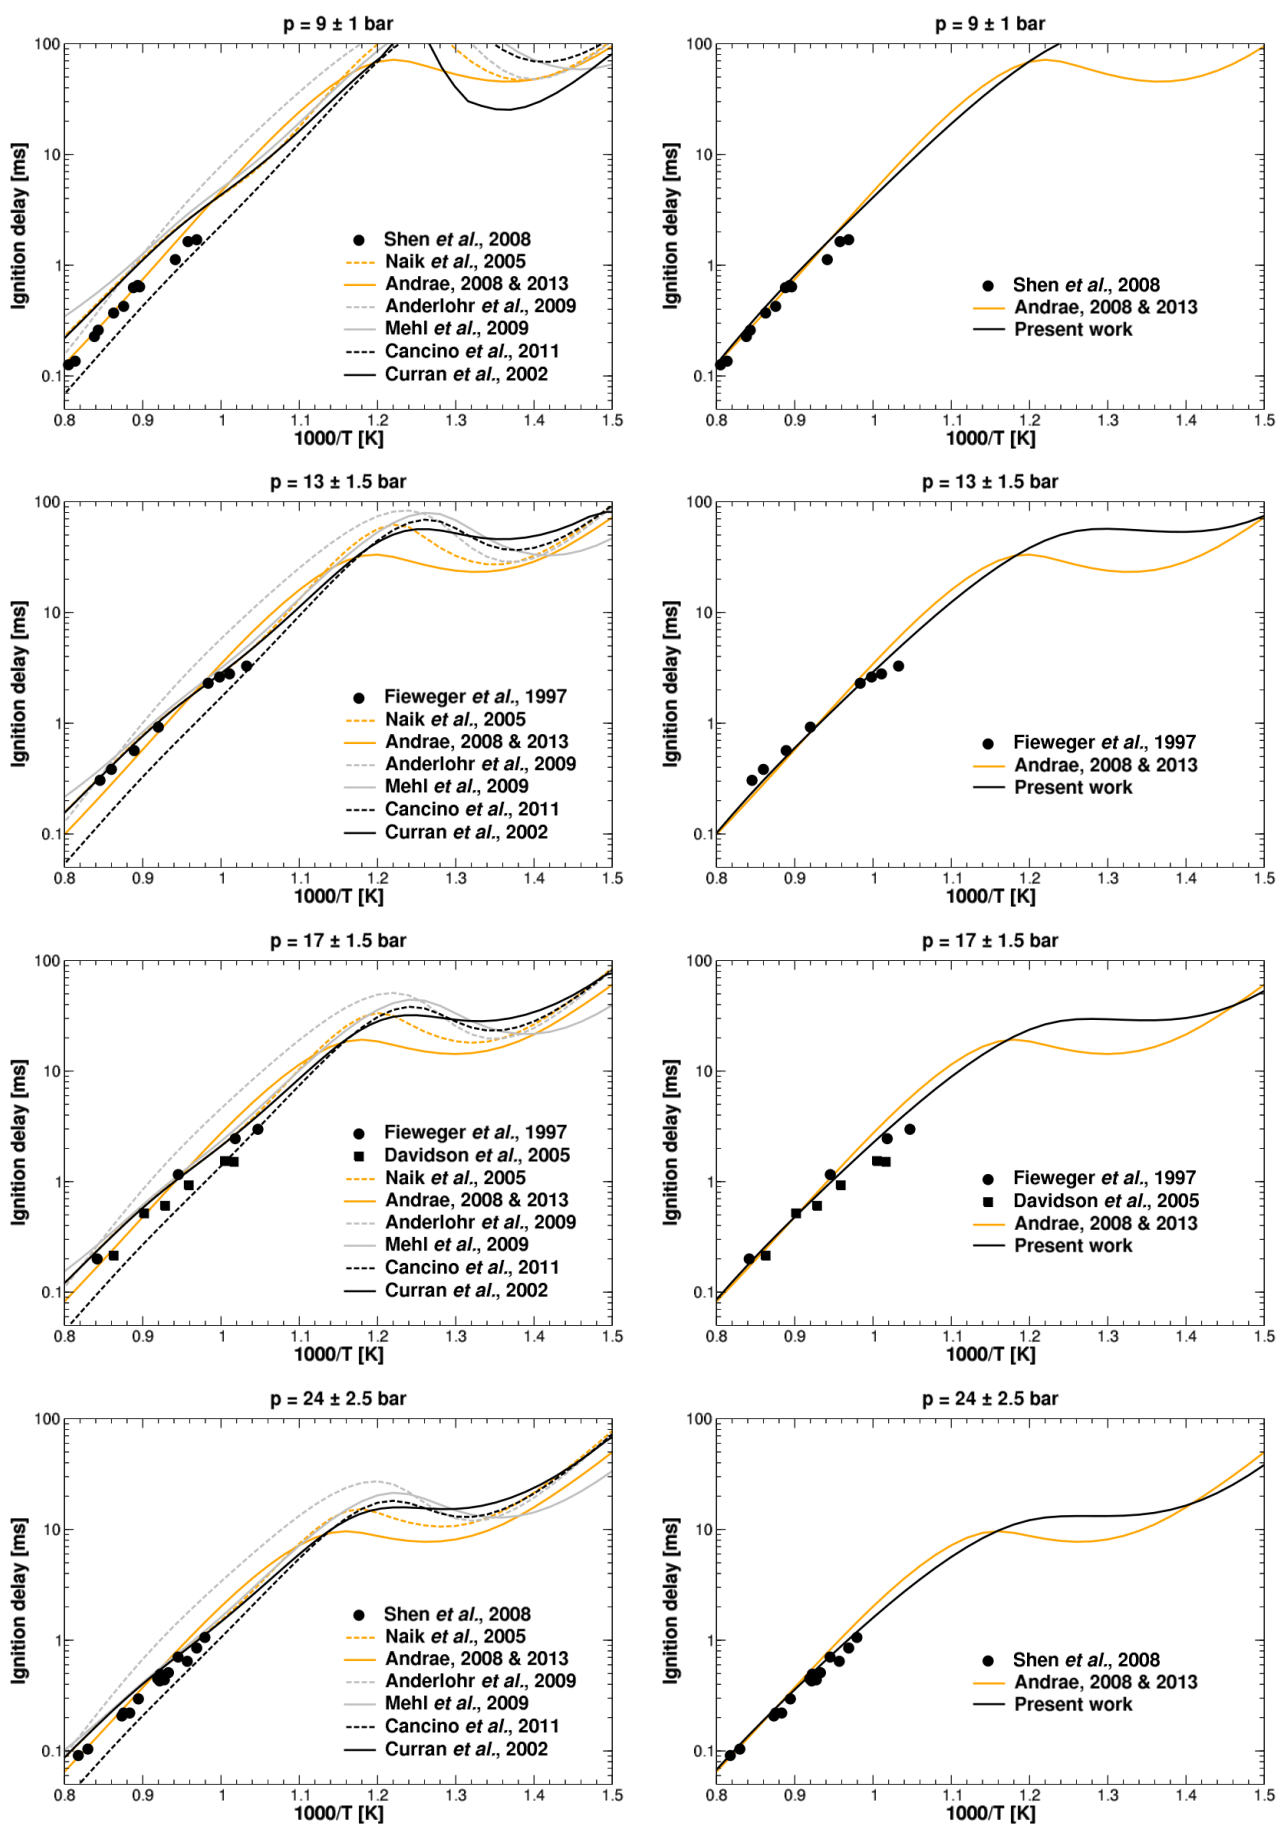 p = 9 ± 1 bar
Ignition delay [ms]
100
10
1
0.1
Shen et al., 2008
Naik et al., 2005
Andrae, 2008 & 2013
Anderlohr et al., 2009
Mehl et al., 2009
Cancino et al., 2011
Curran et al., 2002
0.8 0.9 1 1.1 1.2 1.3 1.4 1.5
1000/T [K]
p = 9 ± 1 bar
Ignition delay [ms]
100
10
1
0.1
Shen et al., 2008
Andrae, 2008 & 2013
Present work
0.8 0.9 1 1.1 1.2 1.3 1.4 1.5
1000/T [K]
p = 13 ± 1.5 bar
Ignition delay [ms]
100
10
1
0.1
Fieweger et al., 1997
Naik et al., 2005
Andrae, 2008 & 2013
Anderlohr et al., 2009
Mehl et al., 2009
Cancino et al., 2011
Curran et al., 2002
0.8 0.9 1 1.1 1.2 1.3 1.4 1.5
1000/T [K]
p = 13 ± 1.5 bar
Ignition delay [ms]
100
10
1
0.1
Fieweger et al., 1997
Andrae, 2008 & 2013
Present work
0.8 0.9 1 1.1 1.2 1.3 1.4 1.5
1000/T [K]
p = 17 ± 1.5 bar
Ignition delay [ms]
100
10
1
0.1
Fieweger et al., 1997
Davidson et al., 2005
Naik et al., 2005
Andrae, 2008 & 2013
Anderlohr et al., 2009
Mehl et al., 2009
Cancino et al., 2011
Curran et al., 2002
0.8 0.9 1 1.1 1.2 1.3 1.4 1.5
1000/T [K]
p = 17 ± 1.5 bar
Ignition delay [ms]
100
10
1
0.1
Fieweger et al., 1997
Davidson et al., 2005
Andrae, 2008 & 2013
Present work
0.8 0.9 1 1.1 1.2 1.3 1.4 1.5
1000/T [K]
p = 24 ± 2.5 bar
Ignition delay [ms]
100
10
1
0.1
Shen et al., 2008
Naik et al., 2005
Andrae, 2008 & 2013
Anderlohr et al., 2009
Mehl et al., 2009
Cancino et al., 2011
Curran et al., 2002
0.8 0.9 1 1.1 1.2 1.3 1.4 1.5
1000/T [K]
p = 24 ± 2.5 bar
Ignition delay [ms]
100
10
1
0.1
Shen et al., 2008
Andrae, 2008 & 2013
Present work
0.8 0.9 1 1.1 1.2 1.3 1.4 1.5
1000/T [K]